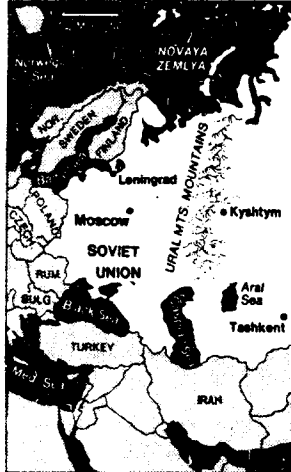 NOVAYA
ZEMLYA
NOR.
SWEDEN
FINLAND
Leningrad
URAL MTS. MOUNTAINS
POLAND
CZECH
Moscow
Kyshtym
SOVIET
UNION
RUM.
BULG
Black Sea
Aral
Sea
Tashkent
TURKEY
Med. Sea
IRAN